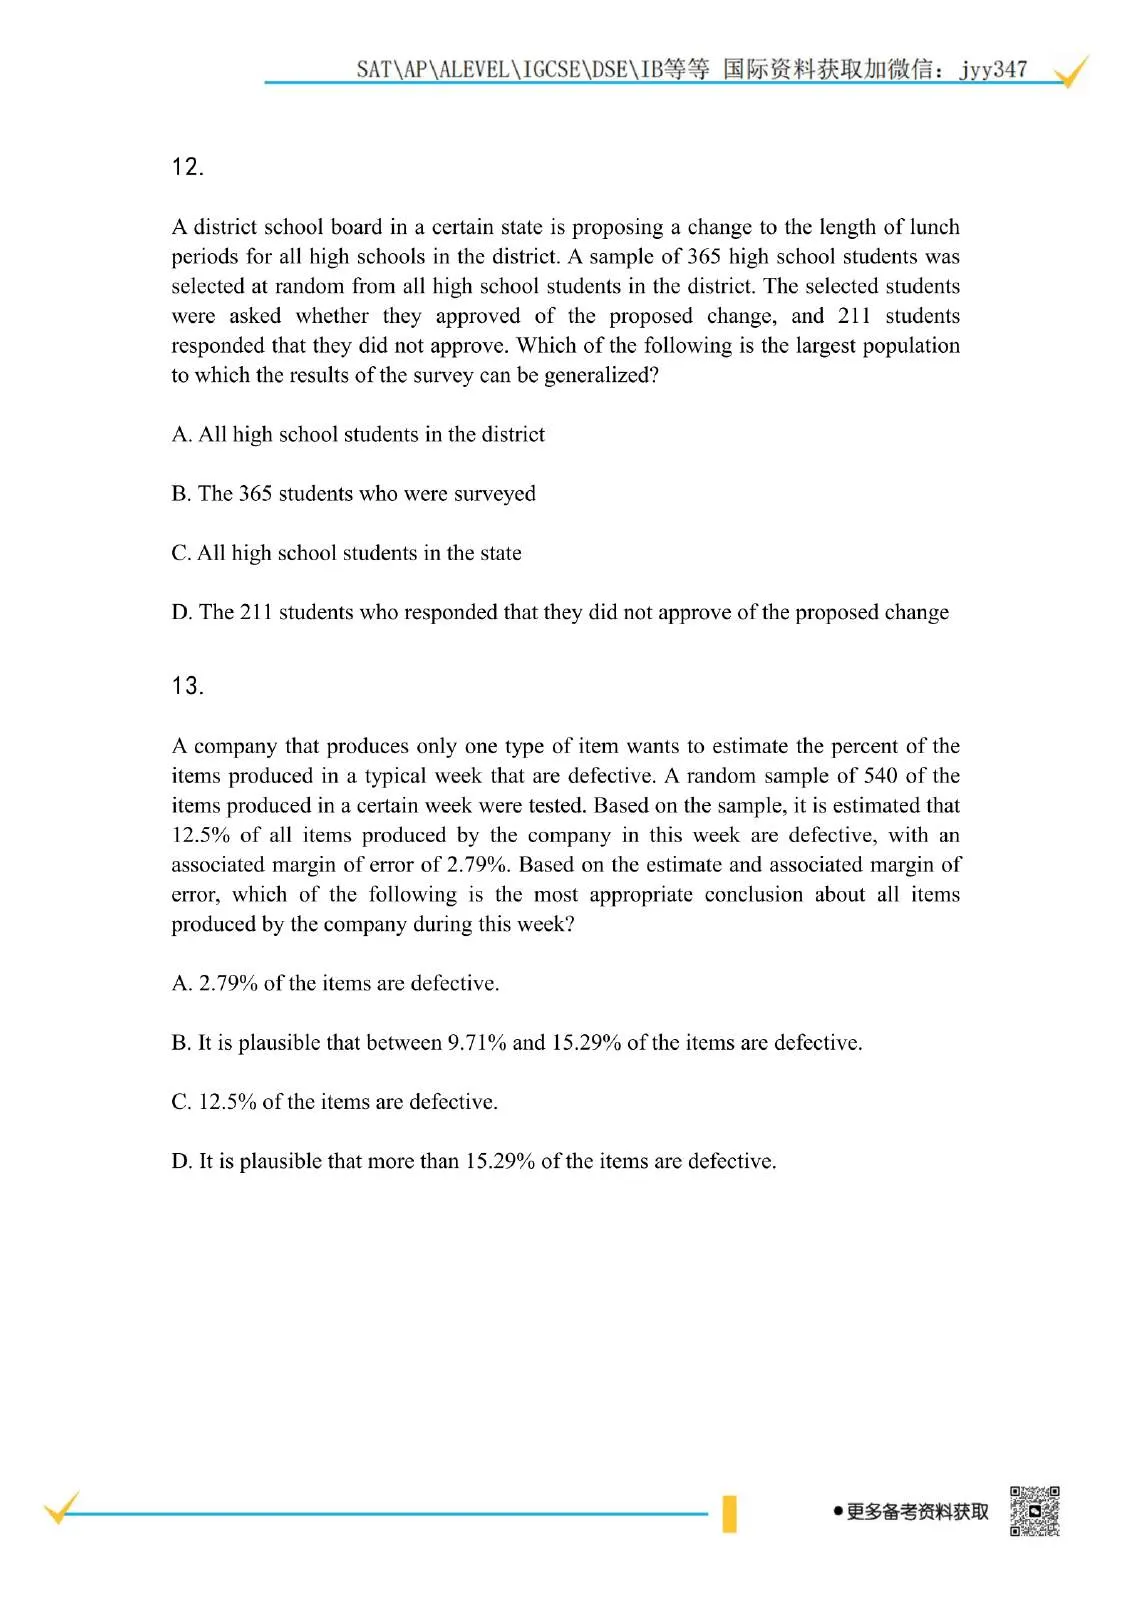 SAT\AP\ALEVEL\IGCSE\DSE\IB等等 国际资料获取加微信：jyy347
12.
A district school board in a certain state is proposing a change to the length of lunch
periods for all high schools in the district. A sample of 365 high school students was
selected at random from all high school students in the district. The selected students
were asked whether they approved of the proposed change, and 211 students
responded that they did not approve. Which of the following is the largest population
to which the results of the survey can be generalized?
A. All high school students in the district
B. The 365 students who were surveyed
C. All high school students in the state
D. The 211 students who responded that they did not approve of the proposed change
13.
A company that produces only one type of item wants to estimate the percent of the
items produced in a typical week that are defective. A random sample of 540 of the
items produced in a certain week were tested. Based on the sample, it is estimated that
12.5% of all items produced by the company in this week are defective, with an
associated margin of error of 2.79%. Based on the estimate and associated margin of
error, which of the following is the most appropriate conclusion about all items
produced by the company during this week?
A. 2.79% of the items are defective.
B. It is plausible that between 9.71% and 15.29% of the items are defective.
C. 12.5% of the items are defective.
D. It is plausible that more than 15.29% of the items are defective.
●更多备考资料获取